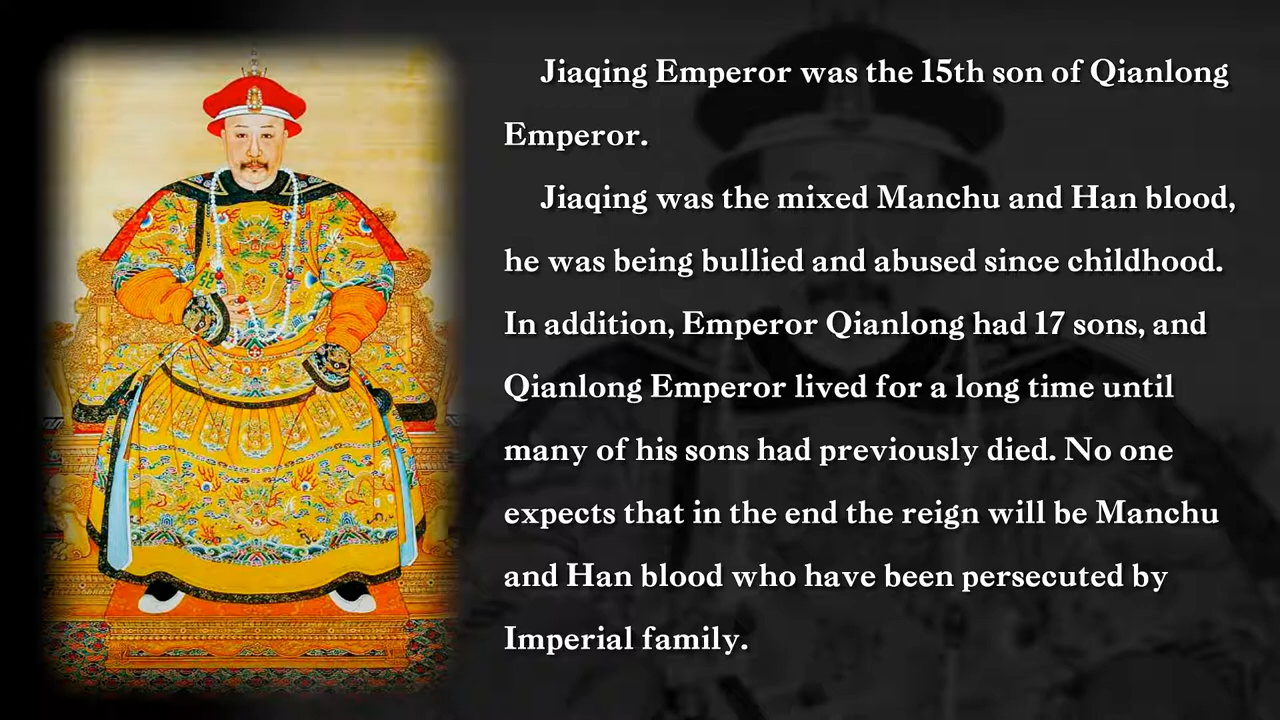 Jiaqing Emperor was the 15th son of Qianlong
Emperor.
Jiaqing was the mixed Manchu and Han blood,
he was being bullied and abused since childhood.
In addition, Emperor Qianlong had 17 sons, and
Qianlong Emperor lived for a long time until
many of his sons had previously died. No one
expects that in the end the reign will be Manchu
and Han blood who have been persecuted by
Imperial family.